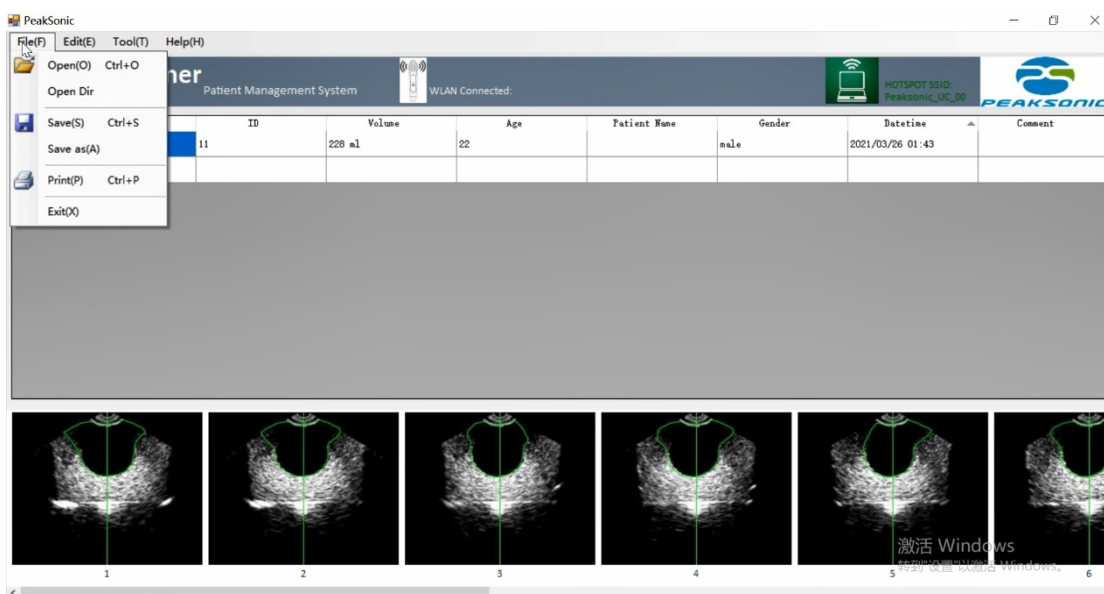 PeakSonic
File(F) Edit(E) Tool(T) Help(H)
Open(O) Ctrl+O
Open Dir
Save(S) Ctrl+S
Save as(A)
Print(P) Ctrl+P
Exit(X)
ner
Patient Management System
WLAN Connected:
HOTSPOT SSID:
Peaksonic_UC_00
PEAKSONIC
ID Volume Age Patient Name Gender Datetime Comment
11 228 ml 22 male 2021/03/26 01:43
1 2 3 4 5 6
激活 Windows
转到"设置"以激活 Windows。